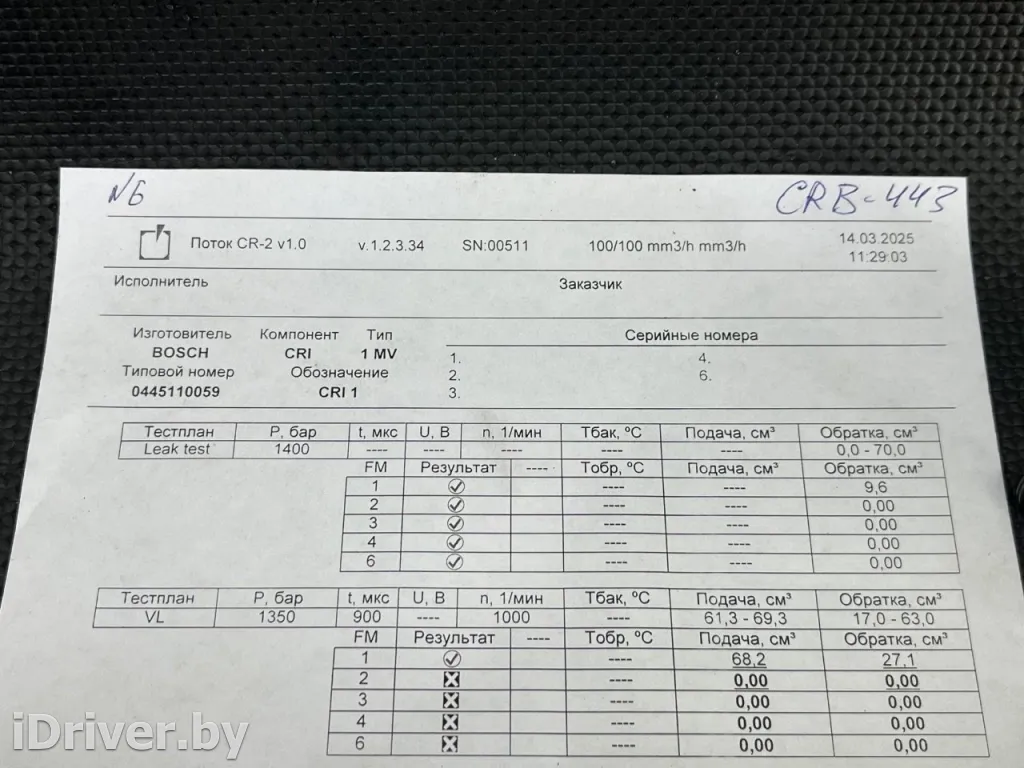 №6 CRB-443
Поток CR-2 v1.0 v.1.2.3.34 SN:00511 100/100 mm3/h mm3/h 14.03.2025
11:29:03
Исполнитель Заказчик
Изготовитель Компонент Тип Серийные номера
BOSCH CRI 1 MV 1. 4.
Типовой номер Обозначение 2. 6.
0445110059 CRI 1 3.
Тестплан P, бар t, мкс U, В n, 1/мин Тбак, ºC Подача, см³ Обратка, см³
Leak test 1400 ---- ---- ---- ---- ---- 0,0 - 70,0
FM Результат ---- Тобр, ºC Подача, см³ Обратка, см³
1 ---- ---- 9,6
2 ---- ---- 0,00
3 ---- ---- 0,00
4 ---- ---- 0,00
6 ---- ---- 0,00
Тестплан P, бар t, мкс U, В n, 1/мин Тбак, ºC Подача, см³ Обратка, см³
VL 1350 900 ---- 1000 ---- 61,3 - 69,3 17,0 - 63,0
FM Результат ---- Тобр, ºC Подача, см³ Обратка, см³
1 ---- 68,2 27,1
2 ---- 0,00 0,00
3 ---- 0,00 0,00
4 ---- 0,00 0,00
6 ---- 0,00 0,00
iDriver.by